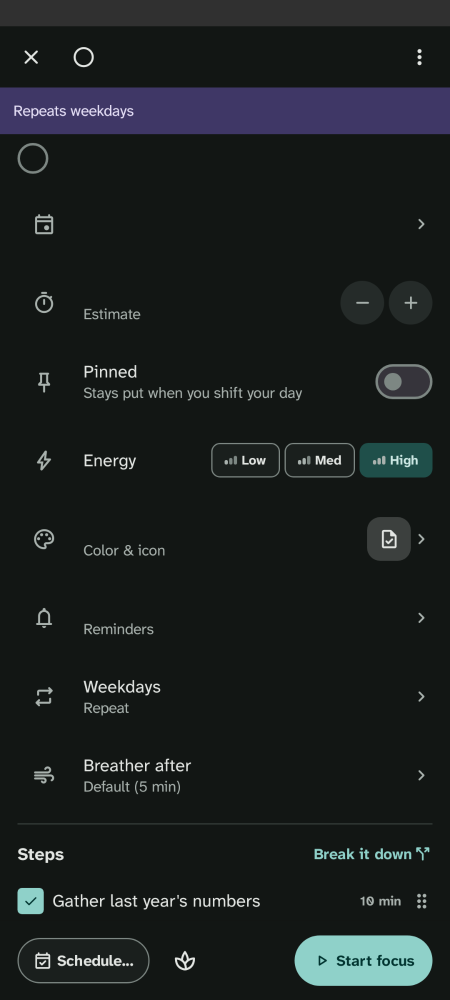 Repeats weekdays
Estimate
Pinned
Stays put when you shift your day
Energy
Low
Med
High
Color & icon
Reminders
Weekdays
Repeat
Breather after
Default (5 min)
Steps
Break it down
Gather last year's numbers
10 min
Schedule...
Start focus